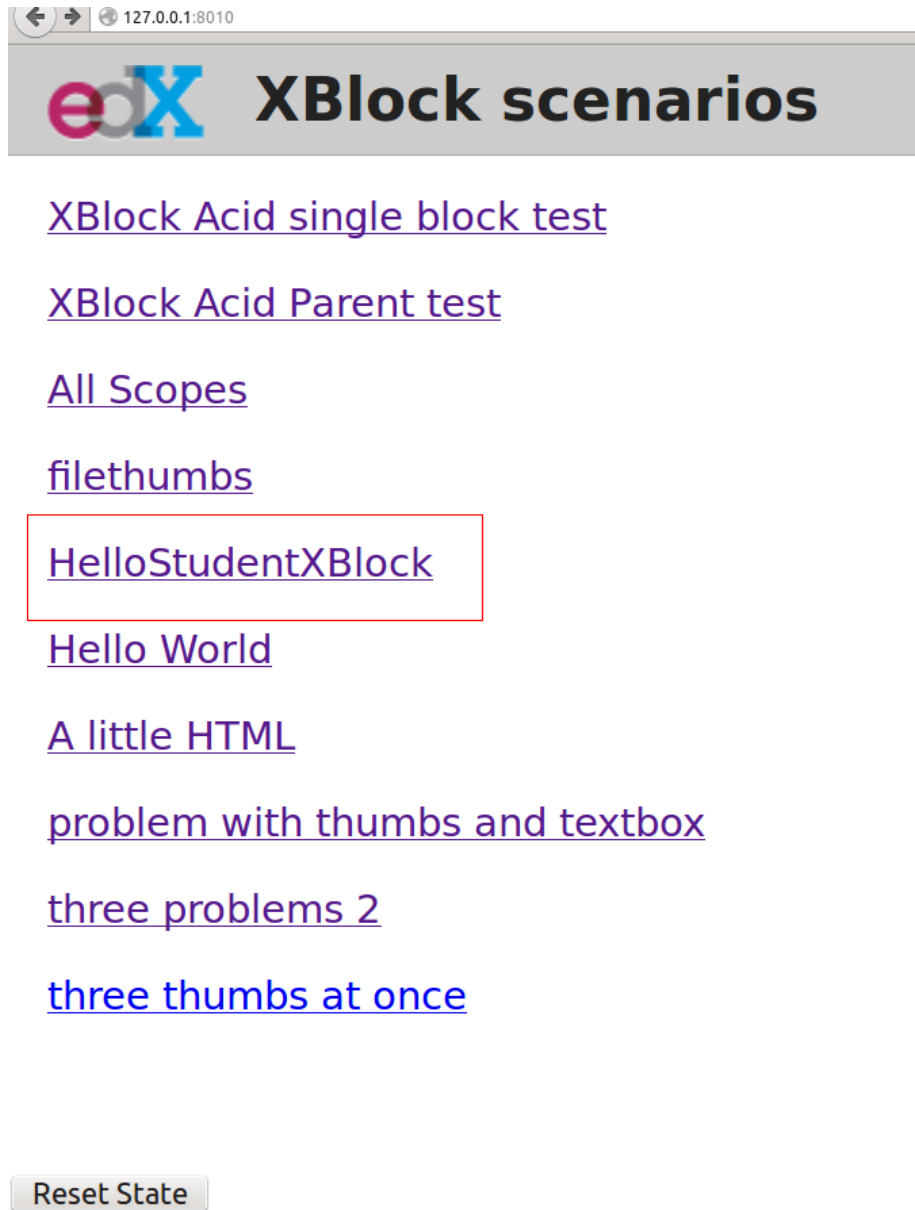 127.0.0.1:8010
edX XBlock scenarios
XBlock Acid single block test
XBlock Acid Parent test
All Scopes
filethumbs
HelloStudentXBlock
Hello World
A little HTML
problem with thumbs and textbox
three problems 2
three thumbs at once
Reset State